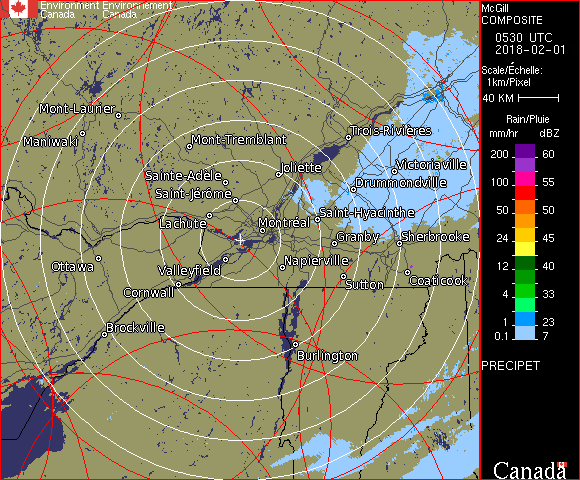 Environment Environnement
Canada Canada
McGill
COMPOSITE
0530 UTC
2018-02-01
Scale/Échelle:
1km/Pixel
40 KM
Rain/Pluie
mm/hr dBZ
200 60
100 55
50 50
24 45
12 40
8 33
4 28
1 23
0.1 7
PRECIPET
Canada
Mont-Laurier
Maniwaki
Mont-Tremblant
Trois-Rivières
Joliette
Victoriaville
Sainte-Adèle
Drummondville
Saint-Jérôme
Saint-Hyacinthe
Lachute
Montréal
Granby
Sherbrooke
Ottawa
Valleyfield
Napierville
Sutton
Coaticook
Cornwall
Brockville
Burlington